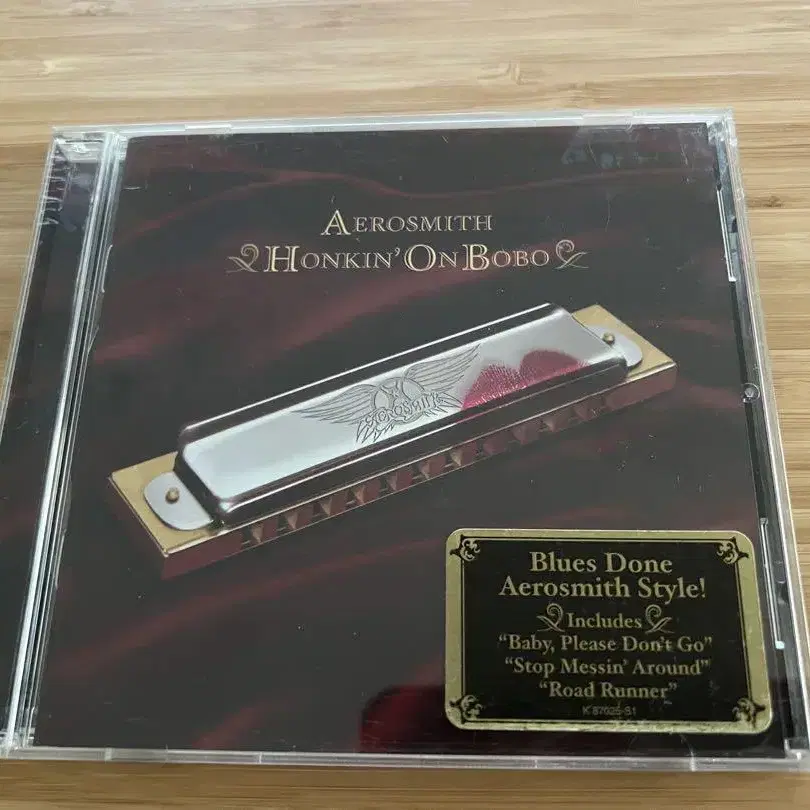 AEROSMITH
HONKIN' ON BOBO
AEROSMITH
Blues Done
Aerosmith Style!
Includes
"Baby, Please Don't Go"
"Stop Messin' Around"
"Road Runner"
K 87025-S1